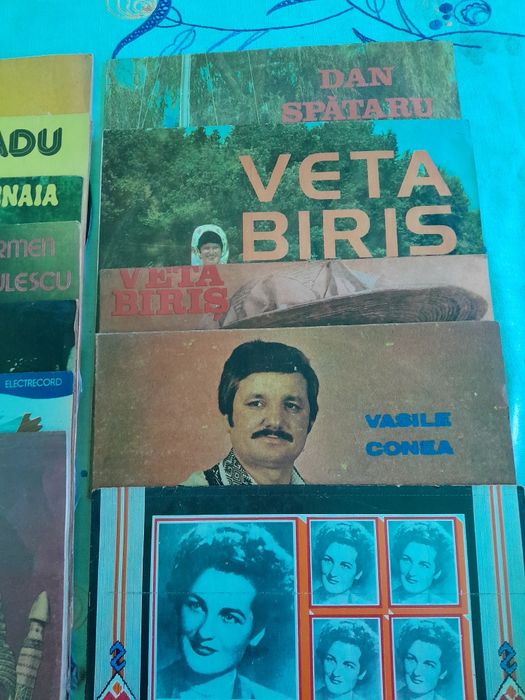 ADU
NAIA
RMEN
ULESCU
ELECTRECORD
DAN
SPĂTARU
VETA
BIRIS
VETA
BIRIȘ
VASILE
CONEA